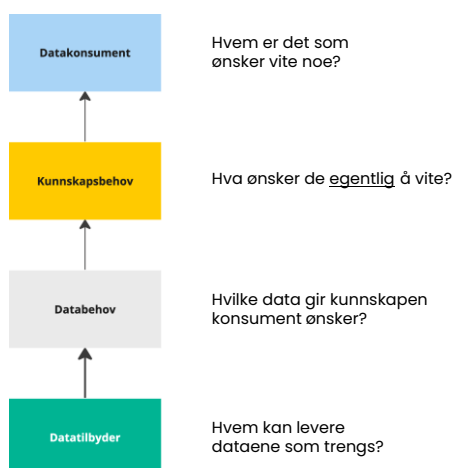 Datakonsument
Hvem er det som
ønsker vite noe?
Kunnskapsbehov
Hva ønsker de egentlig å vite?
Databehov
Hvilke data gir kunnskapen
konsument ønsker?
Datatilbyder
Hvem kan levere
dataene som trengs?